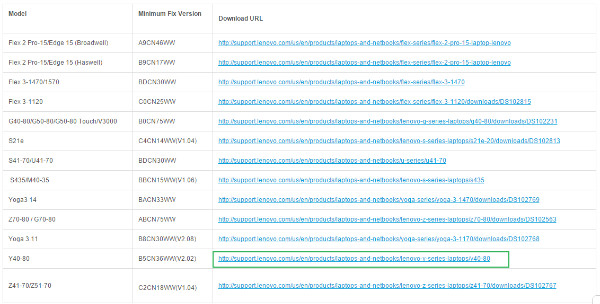 Model Minimum Fix Version Download URL
Flex 2 Pro-15/Edge 15 (Broadwell) A9CN46WW http://support.lenovo.com/us/en/products/laptops-and-netbooks/flex-series/flex-2-pro-15-laptop-lenovo
Flex 2 Pro-15/Edge 15 (Haswell) B9CN17WW http://support.lenovo.com/us/en/products/laptops-and-netbooks/flex-series/flex-2-pro-15-laptop-lenovo
Flex 3-1470/1570 BDCN30WW http://support.lenovo.com/us/en/products/laptops-and-netbooks/flex-series/flex-3-1470
Flex 3-1120 C0CN25WW http://support.lenovo.com/us/en/products/laptops-and-netbooks/flex-series/flex-3-1120/downloads/DS102815
G40-80/G50-80/G50-80 Touch/V3000 B0CN75WW http://support.lenovo.com/us/en/products/laptops-and-netbooks/lenovo-g-series-laptops/g40-80/downloads/DS102231
S21e C4CN14WW(V1.04) http://support.lenovo.com/us/en/products/laptops-and-netbooks/lenovo-s-series-laptops/s21e-20/downloads/DS102813
S41-70/U41-70 BDCN30WW http://support.lenovo.com/us/en/products/laptops-and-netbooks/u-series/u41-70
S435/M40-35 BBCN15WW(V1.06) http://support.lenovo.com/us/en/products/laptops-and-netbooks/lenovo-s-series-laptops/s435
Yoga3 14 BACN33WW http://support.lenovo.com/us/en/products/laptops-and-netbooks/yoga-series/yoga-3-1470/downloads/DS102769
Z70-80 / G70-80 ABCN75WW http://support.lenovo.com/us/en/products/laptops-and-netbooks/lenovo-z-series-laptops/z70-80/downloads/DS102563
Yoga 3 11 B8CN30WW(V2.08) http://support.lenovo.com/us/en/products/laptops-and-netbooks/yoga-series/yoga-3-1170/downloads/DS102768
Y40-80 B5CN36WW(V2.02) http://support.lenovo.com/us/en/products/laptops-and-netbooks/lenovo-y-series-laptops/y40-80
Z41-70/Z51-70 C2CN18WW(V1.04) http://support.lenovo.com/us/en/products/laptops-and-netbooks/lenovo-z-series-laptops/z41-70/downloads/DS102767